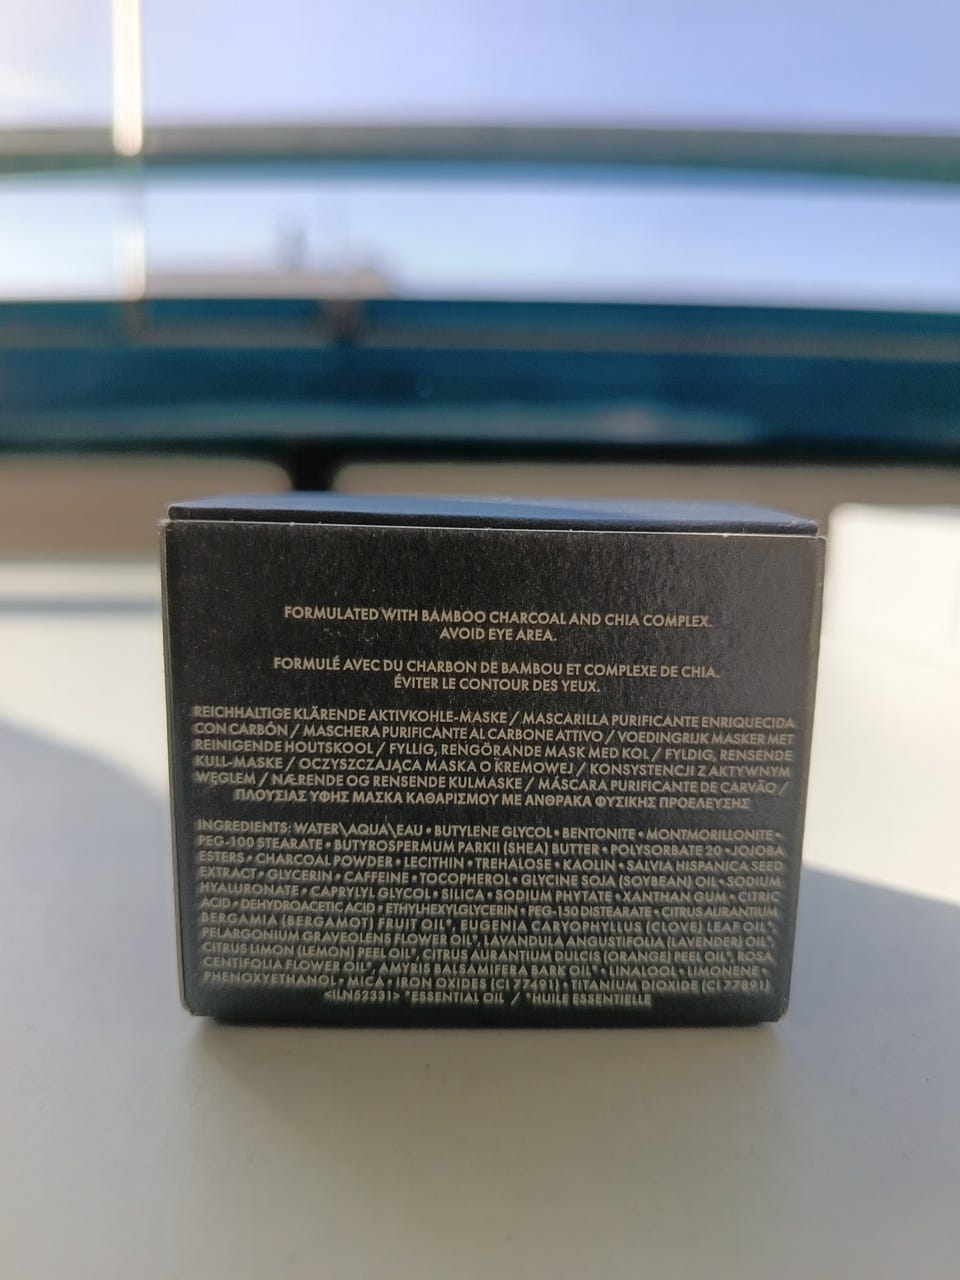 FORMULATED WITH BAMBOO CHARCOAL AND CHIA COMPLEX.
AVOID EYE AREA.
FORMULÉ AVEC DU CHARBON DE BAMBOU ET COMPLEXE DE CHIA.
ÉVITER LE CONTOUR DES YEUX.
REICHHALTIGE KLÄRENDE AKTIVKOHLE-MASKE / MASCARILLA PURIFICANTE ENRIQUECIDA
CON CARBÓN / MASCHERA PURIFICANTE AL CARBONE ATTIVO / VOEDINGRIJK MASKER MET
REINIGENDE HOUTSKOOL / FYLLIG, RENGÖRANDE MASK MED KOL / FYLDIG, RENSENDE
KULL-MASKE / OCZYSZCZAJĄCA MASKA O KREMOWEJ / KONSYSTENCJI Z AKTYWNYM
WĘGLEM / NÆRENDE OG RENSENDE KULMASKE / MÁSCARA PURIFICANTE DE CARVÃO /
ΠΛΟΥΣΙΑΣ ΥΦΗΣ ΜΑΣΚΑ ΚΑΘΑΡΙΣΜΟΥ ΜΕ ΑΝΘΡΑΚΑ ΦΥΣΙΚΗΣ ΠΡΟΕΛΕΥΣΗΣ
INGREDIENTS: WATER\AQUA\EAU • BUTYLENE GLYCOL • BENTONITE • MONTMORILLONITE •
PEG-100 STEARATE • BUTYROSPERMUM PARKII (SHEA) BUTTER • POLYSORBATE 20 • JOJOBA
ESTERS • CHARCOAL POWDER • LECITHIN • TREHALOSE • KAOLIN • SALVIA HISPANICA SEED
EXTRACT • GLYCERIN • CAFFEINE • TOCOPHEROL • GLYCINE SOJA (SOYBEAN) OIL • SODIUM
HYALURONATE • CAPRYLYL GLYCOL • SILICA • SODIUM PHYTATE • XANTHAN GUM • CITRIC
ACID • DEHYDROACETIC ACID • ETHYLHEXYLGLYCERIN • PEG-150 DISTEARATE • CITRUS AURANTIUM
BERGAMIA (BERGAMOT) FRUIT OIL*, EUGENIA CARYOPHYLLUS (CLOVE) LEAF OIL*,
PELARGONIUM GRAVEOLENS FLOWER OIL*, LAVANDULA ANGUSTIFOLIA (LAVENDER) OIL*,
CITRUS LIMON (LEMON) PEEL OIL*, CITRUS AURANTIUM DULCIS (ORANGE) PEEL OIL*, ROSA
CENTIFOLIA FLOWER OIL*, AMYRIS BALSAMIFERA BARK OIL* • LINALOOL • LIMONENE •
PHENOXYETHANOL • MICA • IRON OXIDES (CI 77491) • TITANIUM DIOXIDE (CI 77891)
<ILN52331> *ESSENTIAL OIL / *HUILE ESSENTIELLE